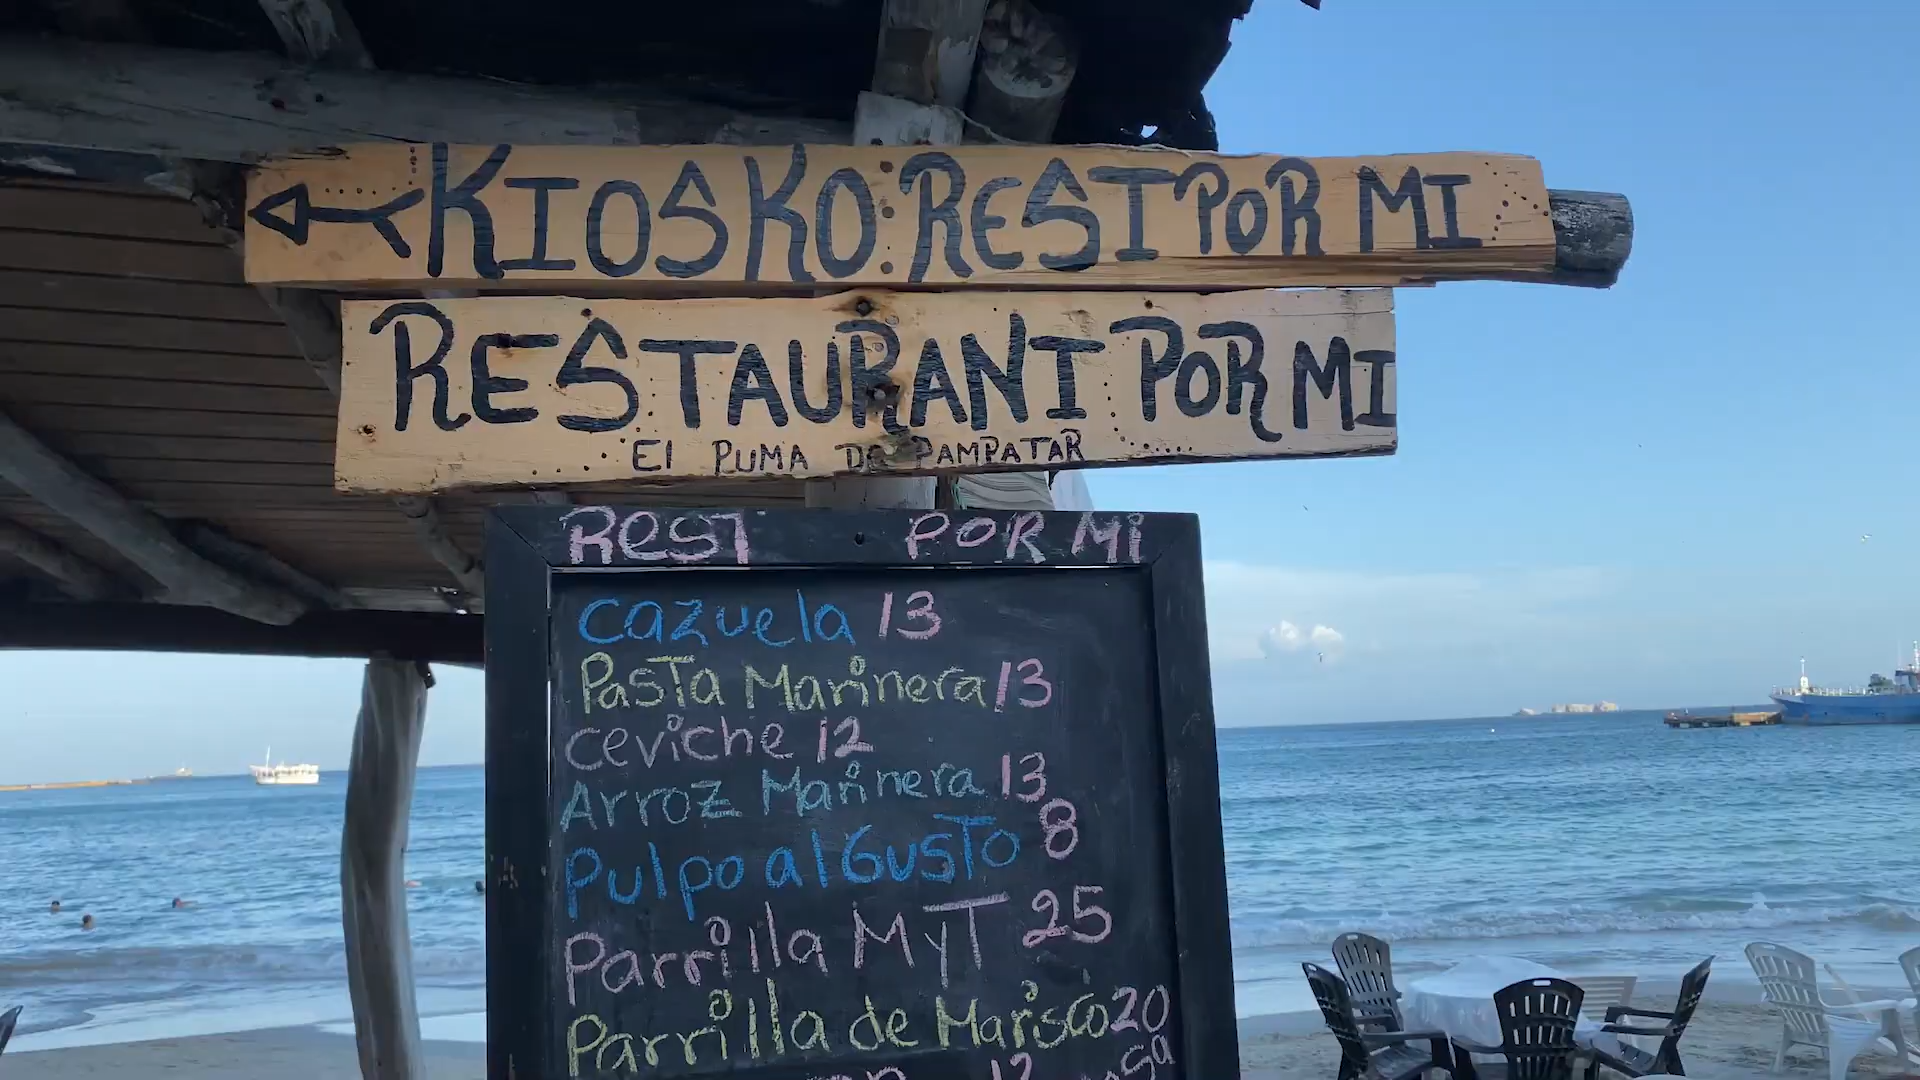 KIOSKO REST POR MI
RESTAURANT POR MI
El PUMA DE PAMPATAR
REST POR Mi
Cazuela 13
Pasta Marinera 13
Ceviche 12
Arroz Marinera 13
Pulpo al Gusto 8
Parrilla MyT 25
Parrilla de Marisco 20
12